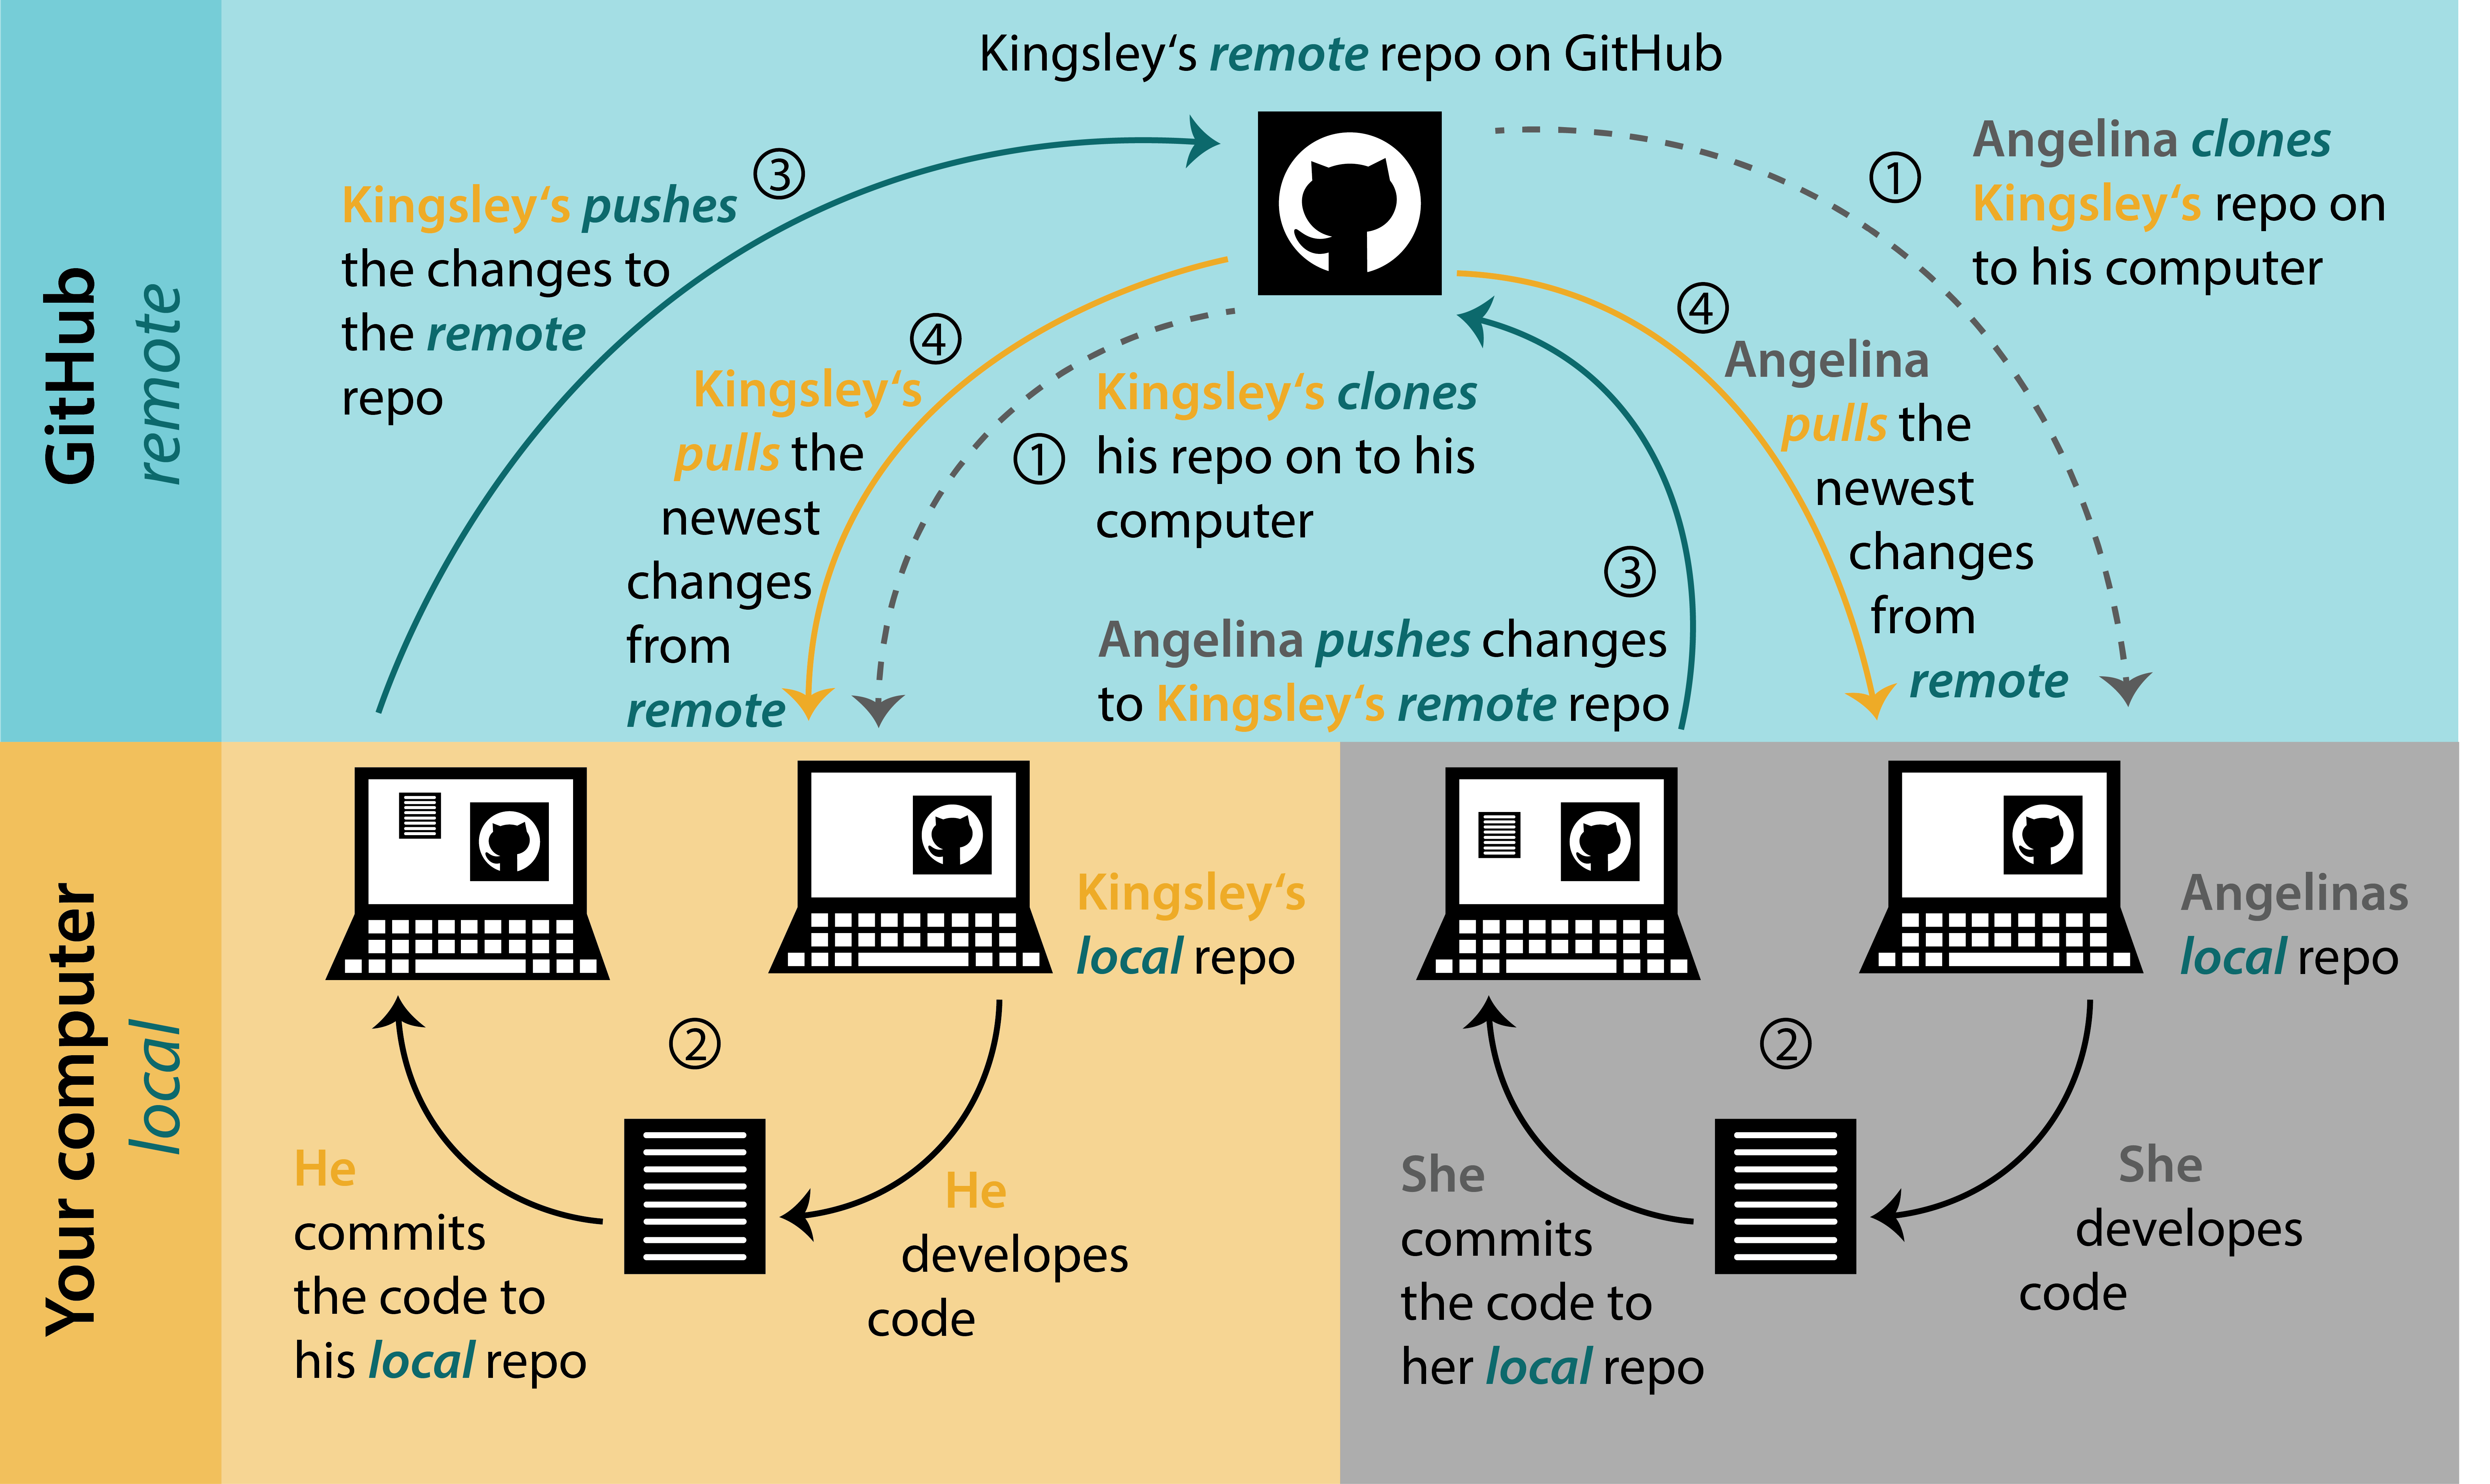 Kingsley‘s remote repo on GitHub
GitHub
remote
3
Kingsley‘s pushes
the changes to
the remote
repo
4
Kingsley‘s
pulls the
newest
changes
from
remote
1
Kingsley‘s clones
his repo on to his
computer
3
Angelina pushes changes
to Kingsley‘s remote repo
4
Angelina
pulls the
newest
changes
from
remote
1
Angelina clones
Kingsley‘s repo on
to his computer
Your computer
local
Kingsley‘s
local repo
2
He
commits
the code to
his local repo
He
developes
code
Angelinas
local repo
2
She
commits
the code to
her local repo
She
developes
code